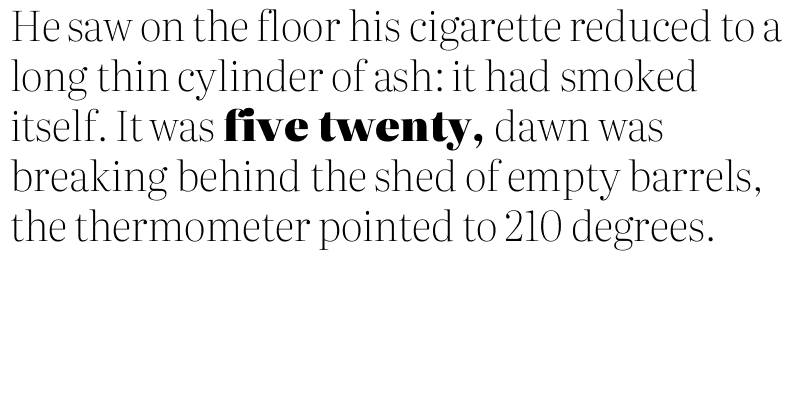 He saw on the floor his cigarette reduced to a
long thin cylinder of ash: it had smoked
itself. It was five twenty, dawn was
breaking behind the shed of empty barrels,
the thermometer pointed to 210 degrees.